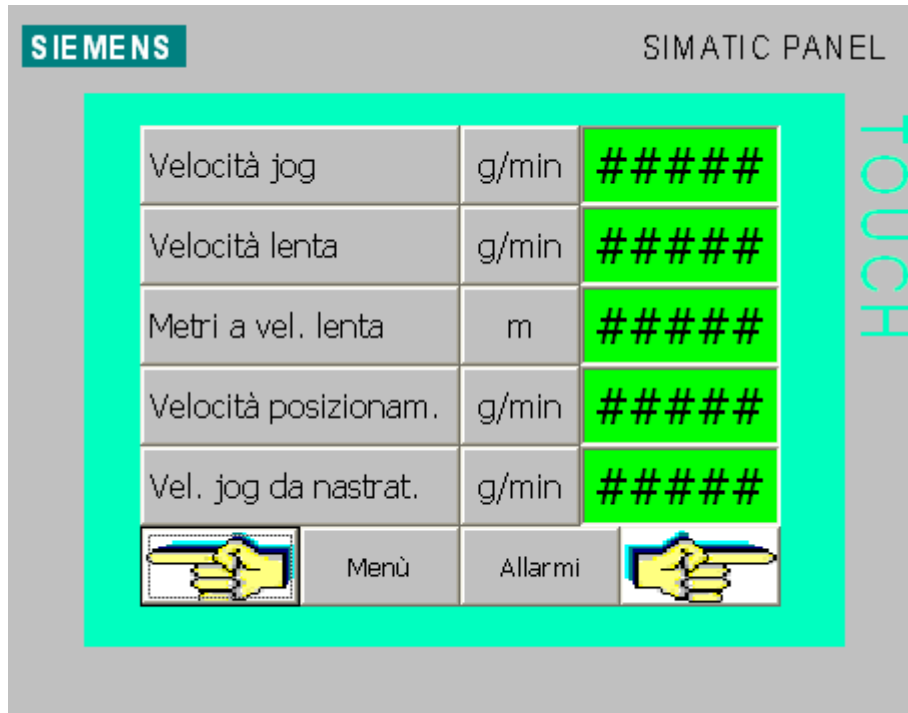 SIEMENS
SIMATIC PANEL
TOUCH
Velocità jog g/min #####
Velocità lenta g/min #####
Metri a vel. lenta m #####
Velocità posizionam. g/min #####
Vel. jog da nastrat. g/min #####
Menù Allarmi